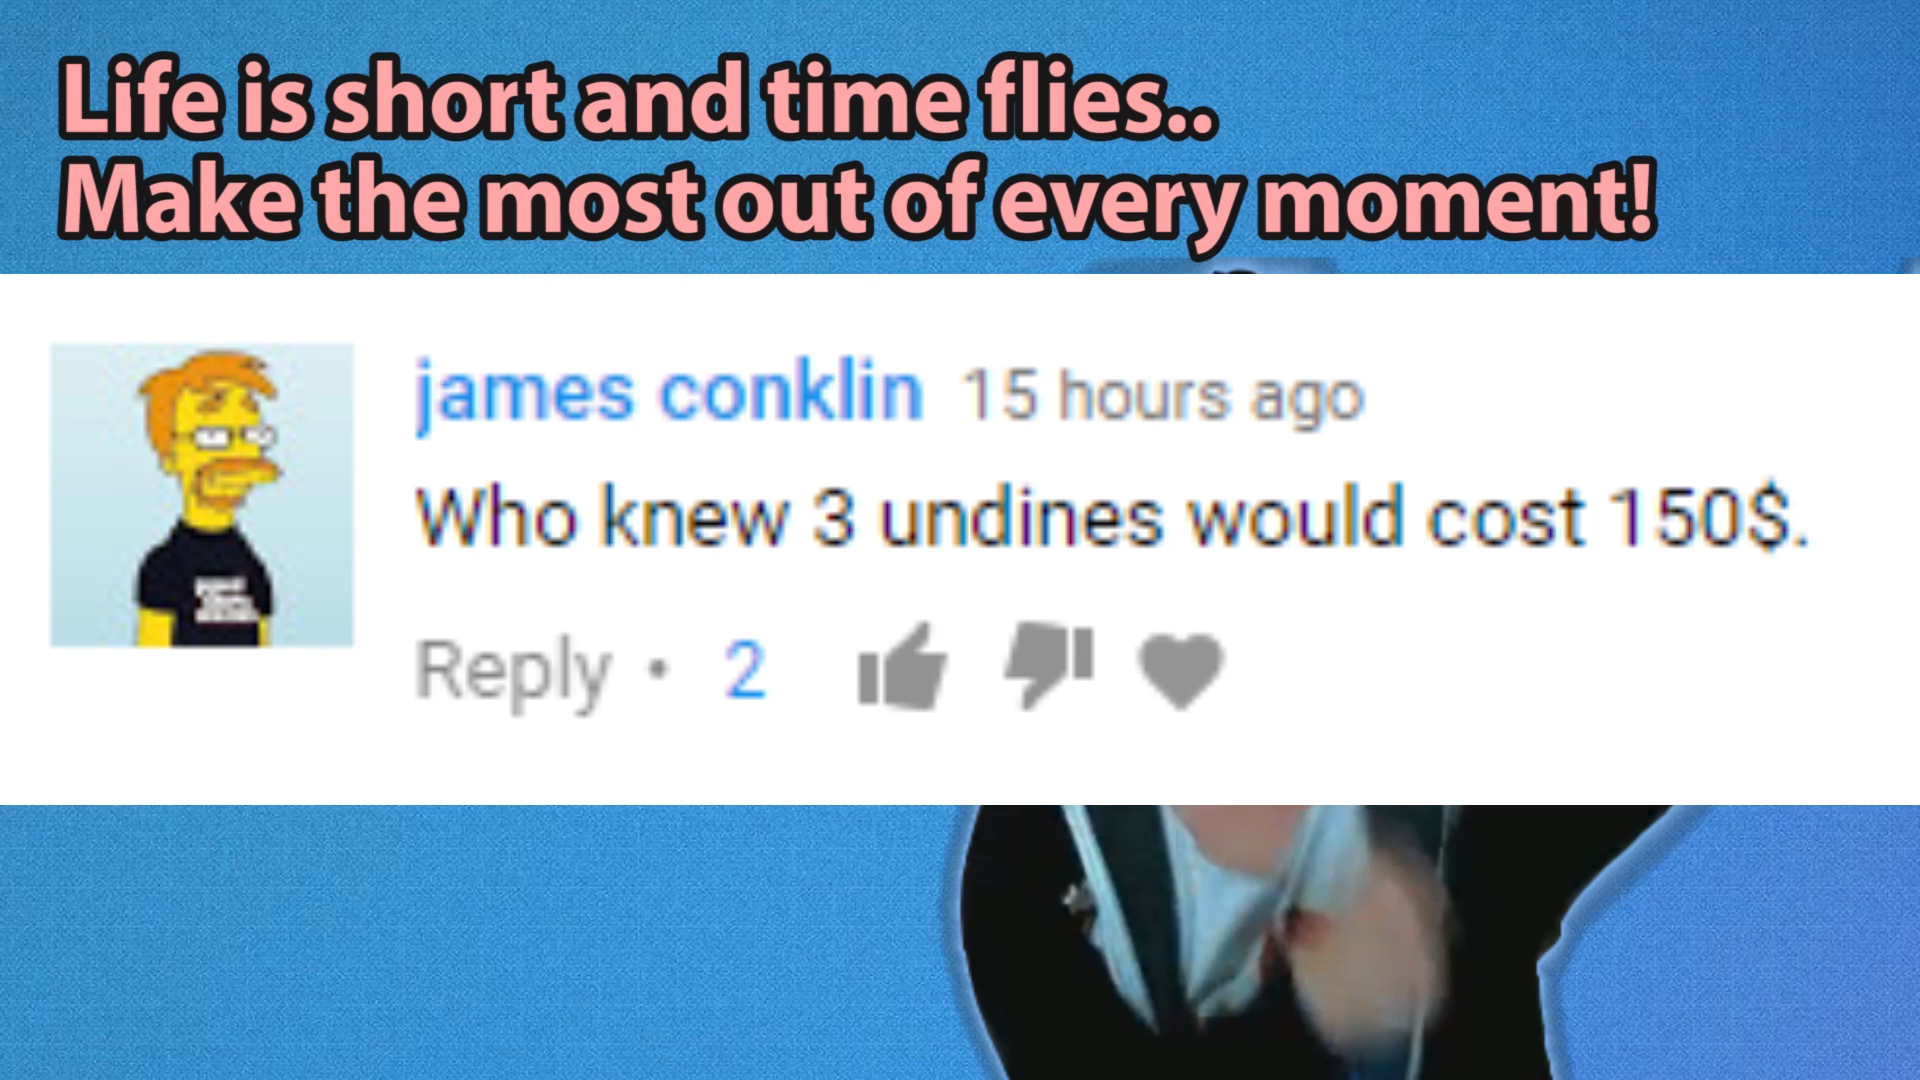 Life is short and time flies..
Make the most out of every moment!
james conklin 15 hours ago
Who knew 3 undines would cost 150$.
Reply • 2